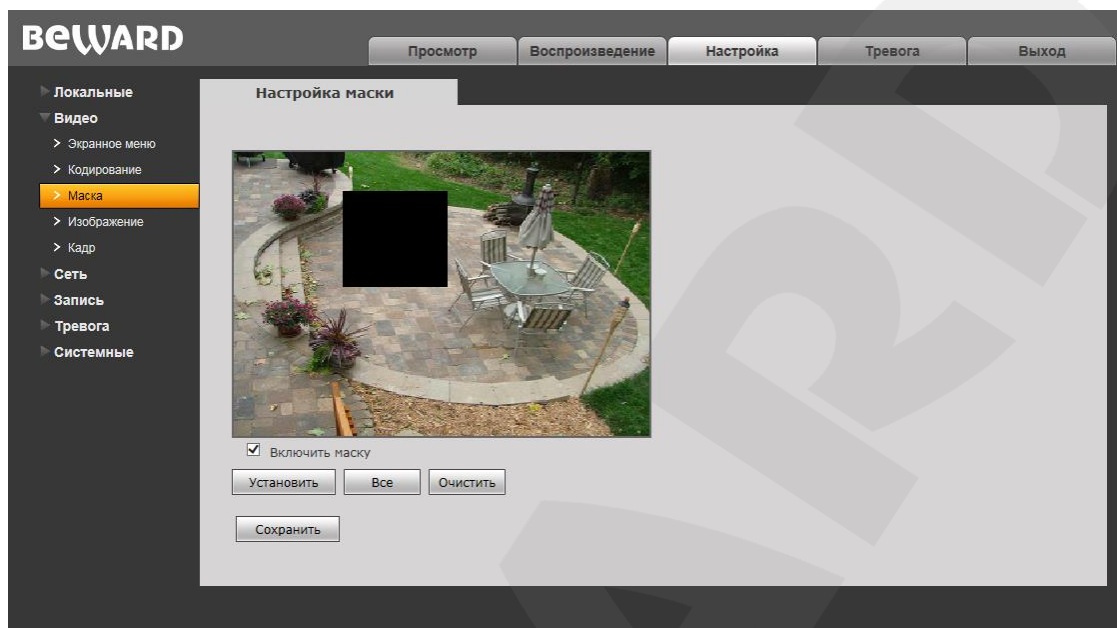 BEWARD
Просмотр
Воспроизведение
Настройка
Тревога
Выход
Локальные
Видео
Экранное меню
Кодирование
Маска
Изображение
Кадр
Сеть
Запись
Тревога
Системные
Настройка маски
Включить маску
Установить
Все
Очистить
Сохранить